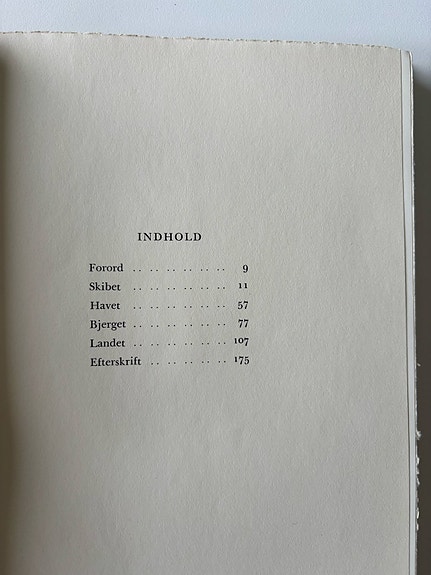 INDHOLD
Forord .. .. .. .. .. .. 9
Skibet .. .. .. .. .. .. 11
Havet .. .. .. .. .. .. 57
Bjerget .. .. .. .. .. .. 77
Landet .. .. .. .. .. .. 107
Efterskrift .. .. .. .. .. 175